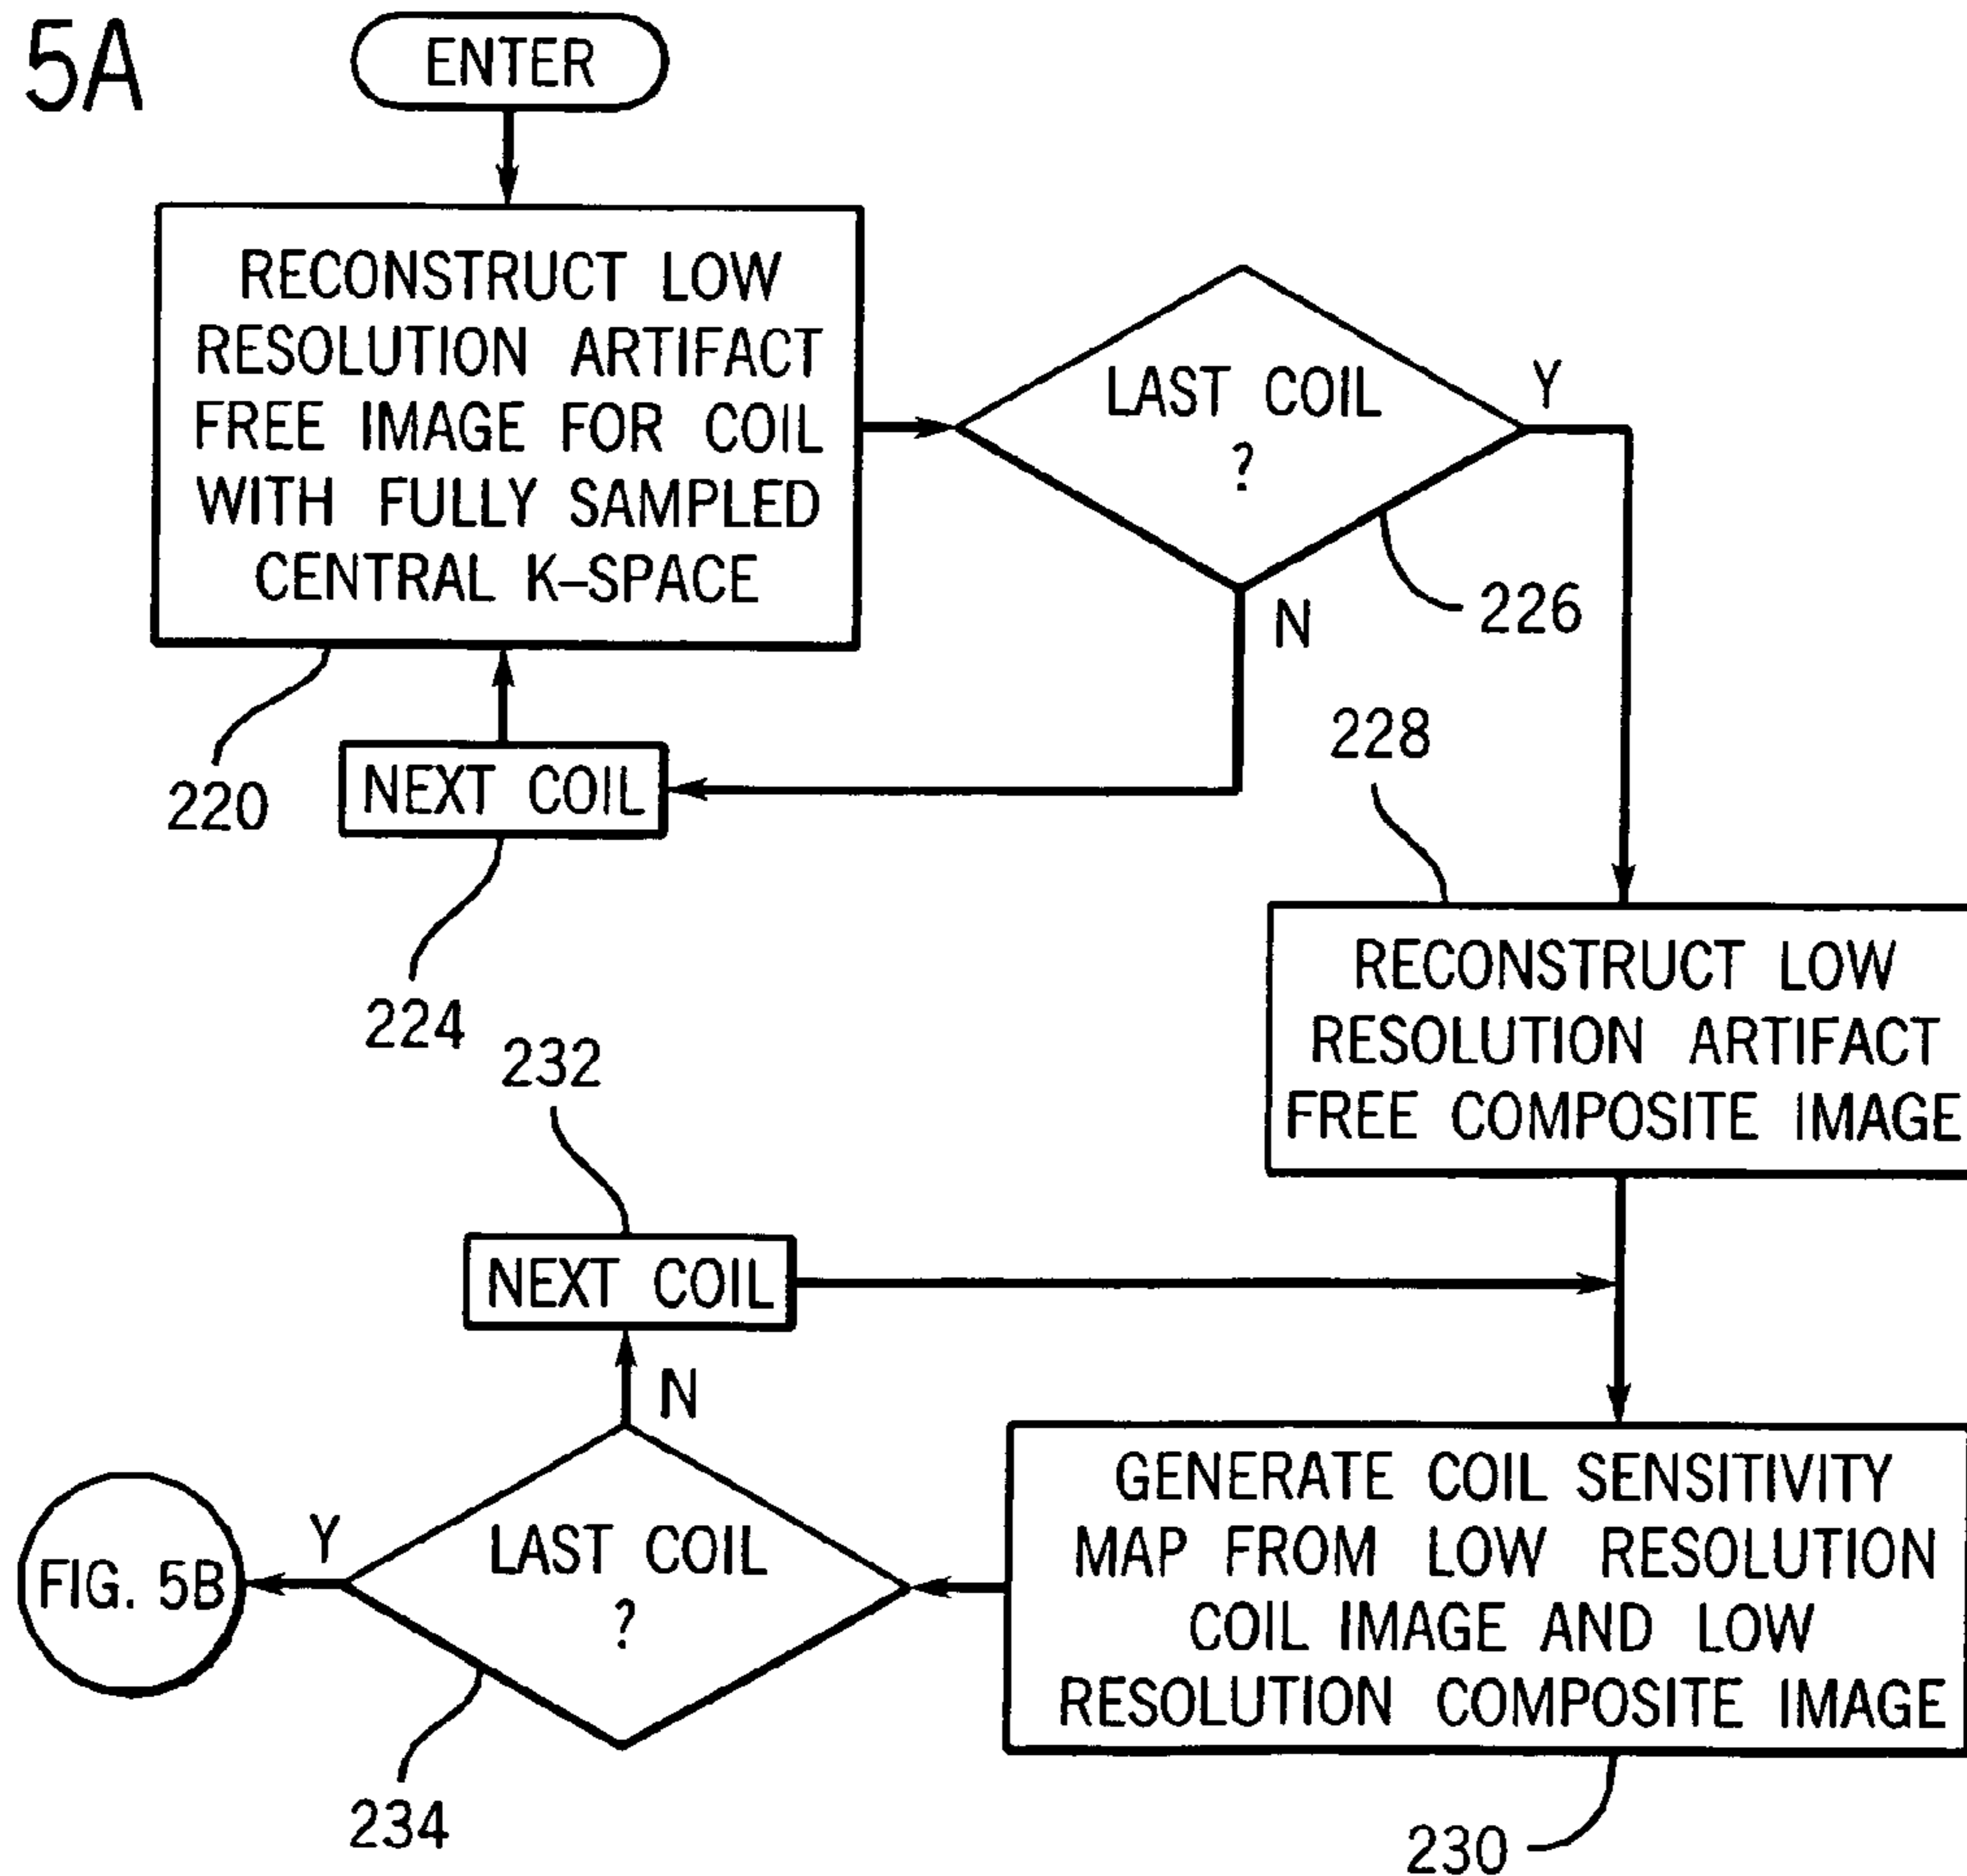 5A
ENTER
RECONSTRUCT LOW
RESOLUTION ARTIFACT
FREE IMAGE FOR COIL
WITH FULLY SAMPLED
CENTRAL K-SPACE
LAST COIL
?
Y
N
226
220
NEXT COIL
224
228
RECONSTRUCT LOW
RESOLUTION ARTIFACT
FREE COMPOSITE IMAGE
232
NEXT COIL
N
GENERATE COIL SENSITIVITY
MAP FROM LOW RESOLUTION
COIL IMAGE AND LOW
RESOLUTION COMPOSITE IMAGE
230
LAST COIL
?
Y
FIG. 5B
234